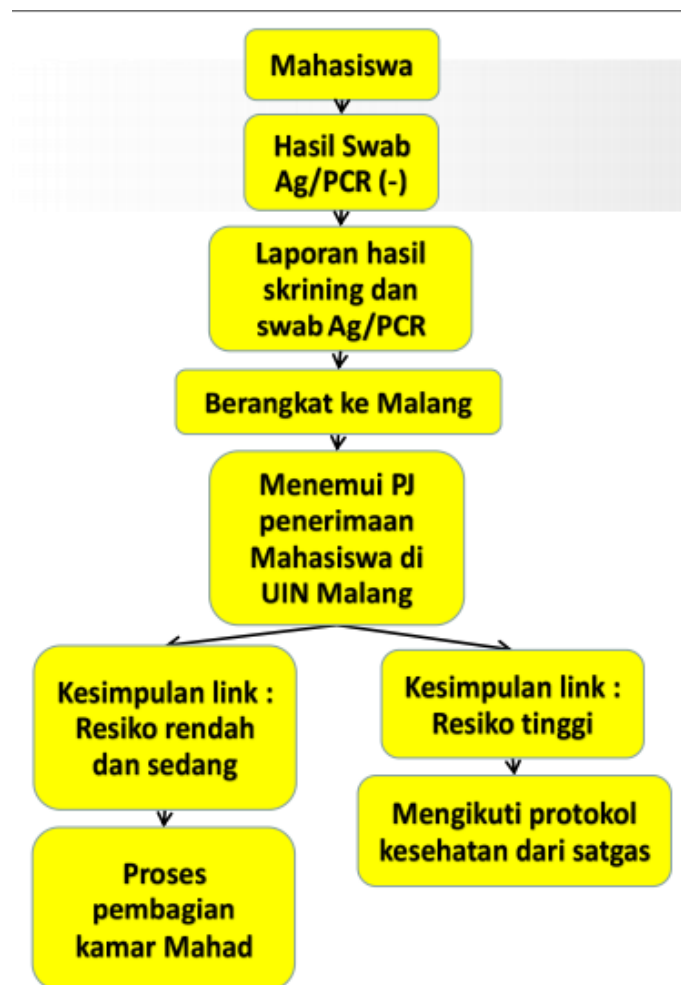 Mahasiswa
Hasil Swab
Ag/PCR (-)
Laporan hasil
skrining dan
swab Ag/PCR
Berangkat ke Malang
Menemui PJ
penerimaan
Mahasiswa di
UIN Malang
Kesimpulan link :
Resiko rendah
dan sedang
Proses
pembagian
kamar Mahad
Kesimpulan link :
Resiko tinggi
Mengikuti protokol
kesehatan dari satgas